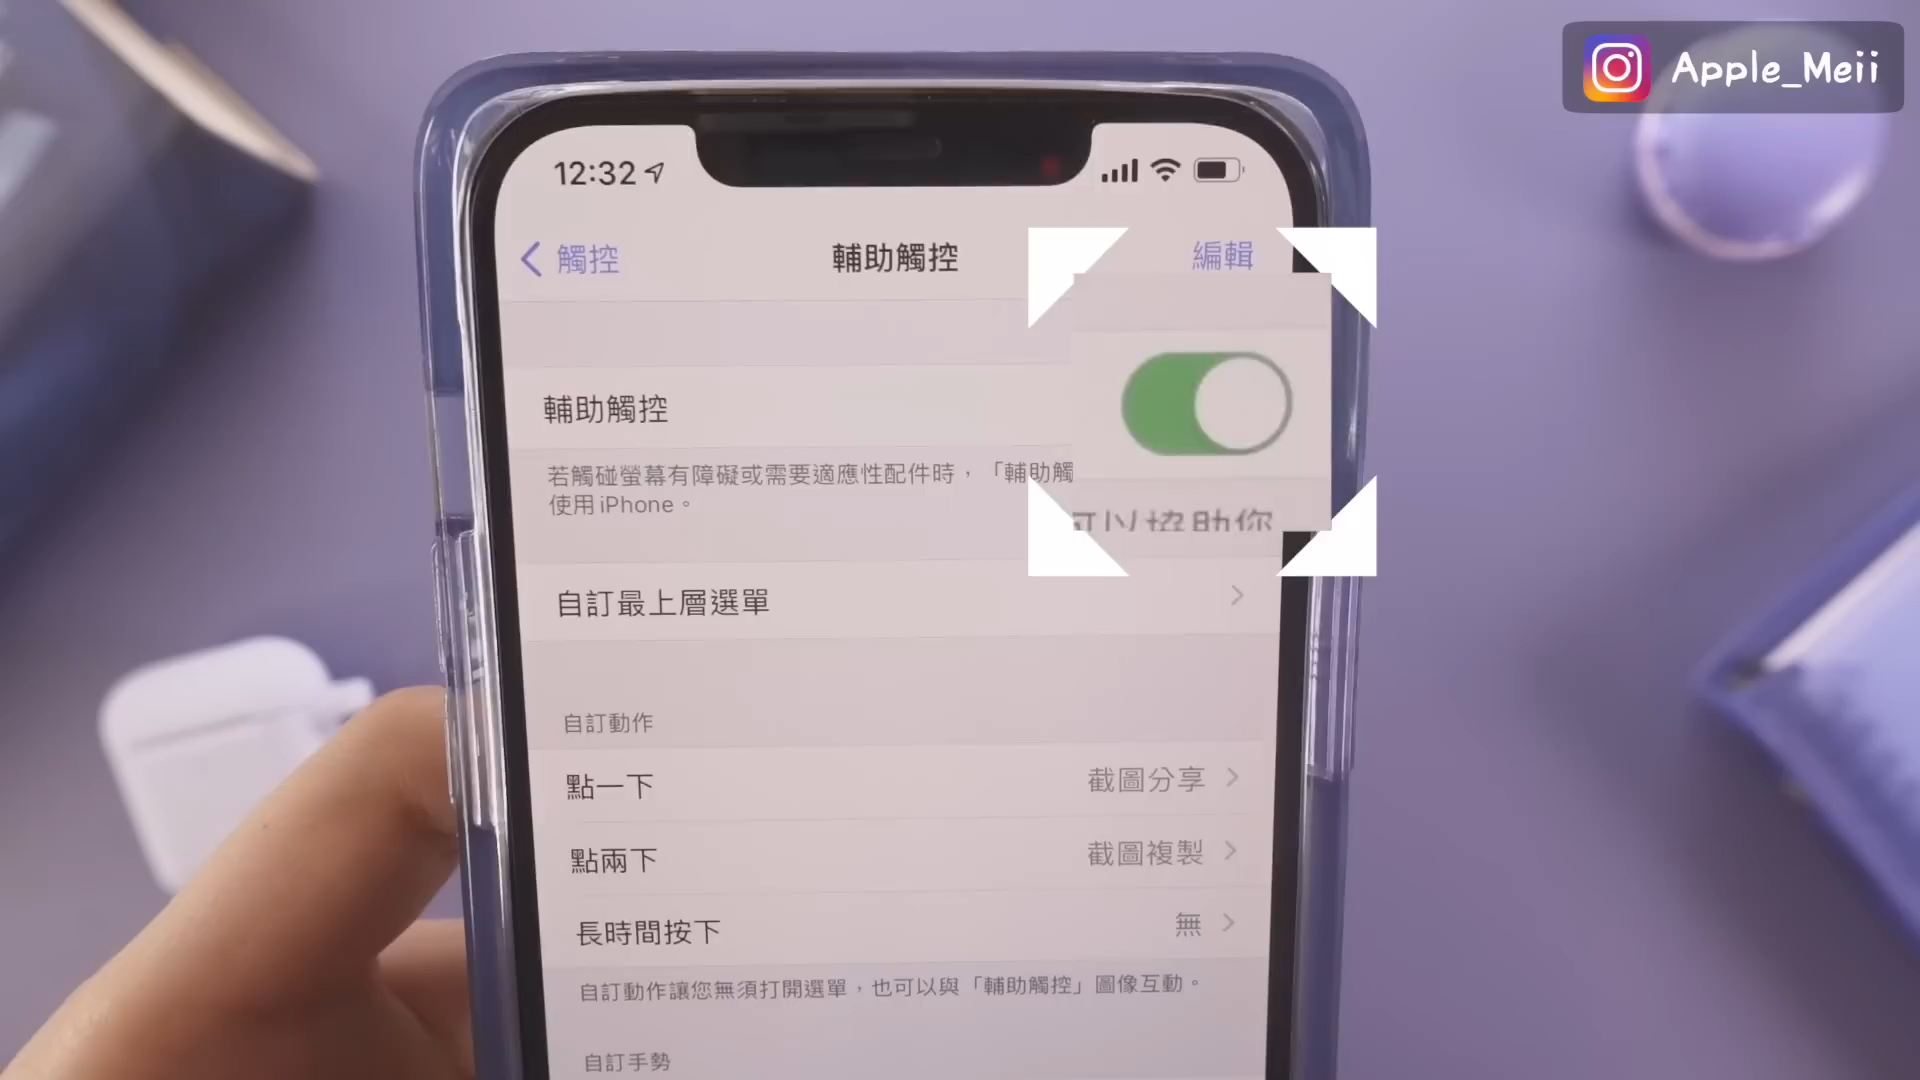 Apple_Meii
12:32
觸控
輔助觸控
編輯
輔助觸控
若觸碰螢幕有障礙或需要適應性配件時，「輔助觸
可以協助你
使用 iPhone。
自訂最上層選單
自訂動作
點一下
截圖分享
點兩下
截圖複製
長時間按下
無
自訂動作讓您無須打開選單，也可以與「輔助觸控」圖像互動。
自訂手勢